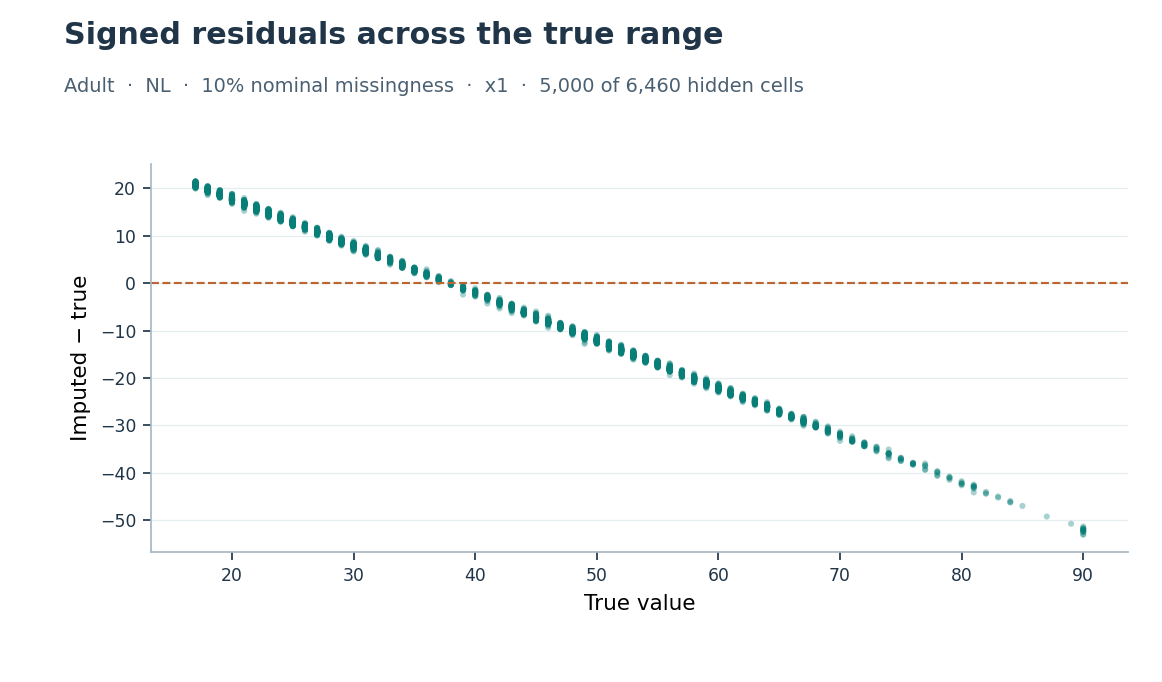 Signed residuals across the true range
Adult · NL · 10% nominal missingness · x1 · 5,000 of 6,460 hidden cells
Imputed − true
20
10
0
−10
−20
−30
−40
−50
20 30 40 50 60 70 80 90
True value